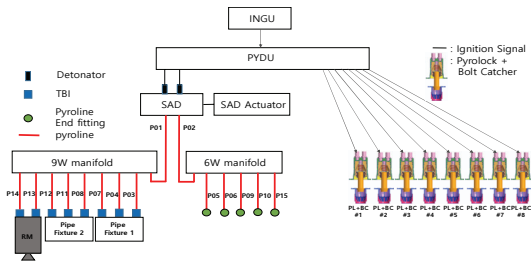 INGU
PYDU
: Ignition Signal
: Pyrolock +
Bolt Catcher
Detonator
TBI
Pyroline
End fitting
pyroline
SAD
SAD Actuator
P01
P02
9W manifold
6W manifold
P14
P13
P12
P11
P08
P07
P04
P03
P05
P06
P09
P10
P15
RM
Pipe
Fixture 2
Pipe
Fixture 1
PL+BC
#1
PL+BC
#2
PL+BC
#3
PL+BC
#4
PL+BC
#5
PL+BC
#6
PL+BC
#7
PL+BC
#8